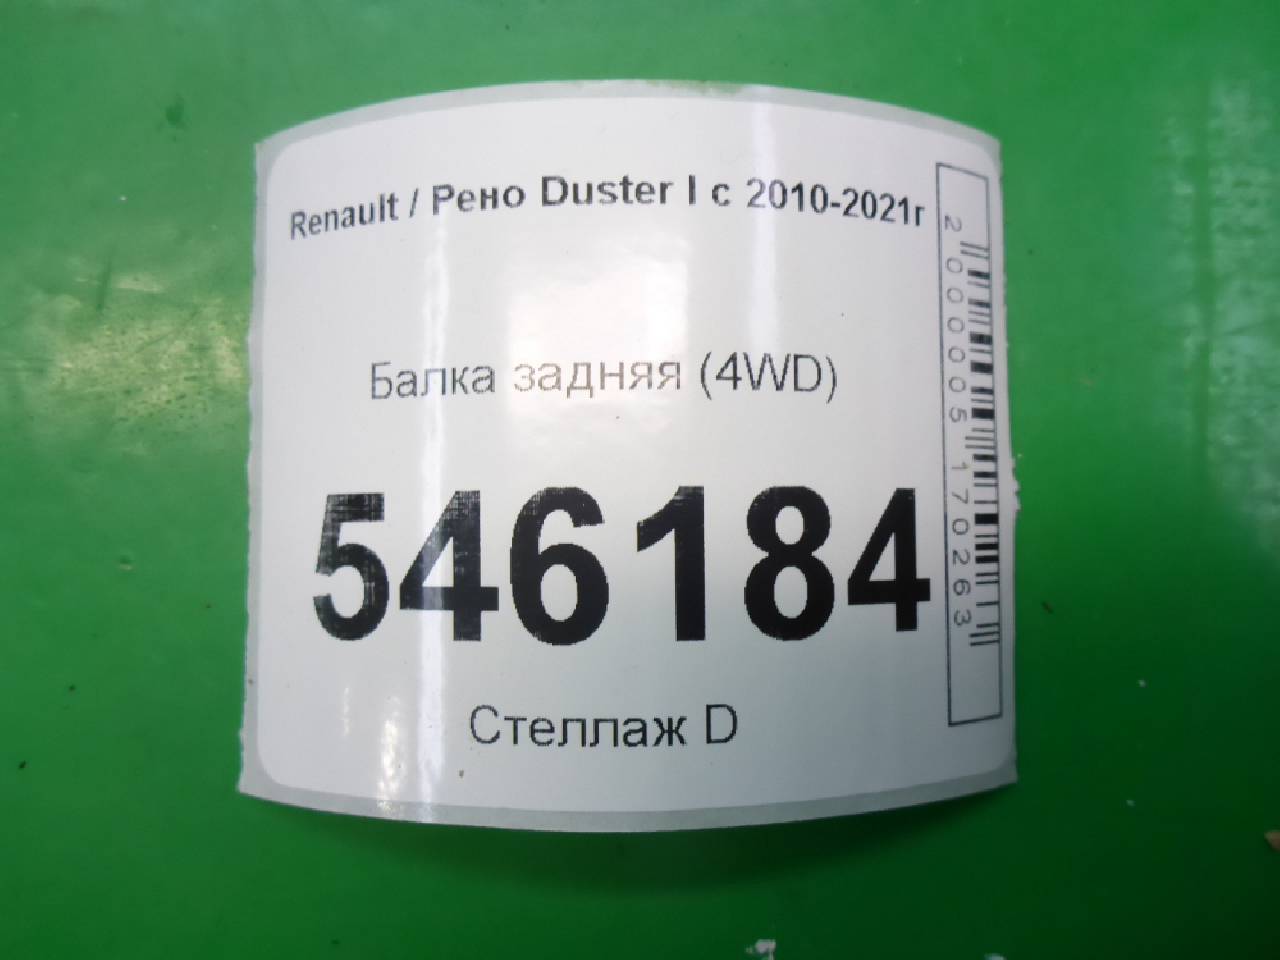 Renault / Рено Duster I с 2010-2021г
Балка задняя (4WD)
546184
Стеллаж D
2000005170263